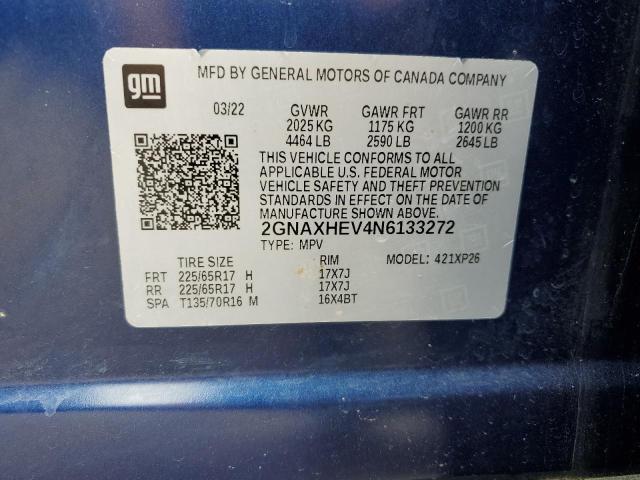 gm
MFD BY GENERAL MOTORS OF CANADA COMPANY
03/22 GVWR GAWR FRT GAWR RR
2025 KG 1175 KG 1200 KG
4464 LB 2590 LB 2645 LB
THIS VEHICLE CONFORMS TO ALL
APPLICABLE U.S. FEDERAL MOTOR
VEHICLE SAFETY AND THEFT PREVENTION
STANDARDS IN EFFECT ON THE DATE OF
MANUFACTURE SHOWN ABOVE.
2GNAXHEV4N6133272
TYPE: MPV
TIRE SIZE RIM MODEL: 421XP26
FRT 225/65R17 H 17X7J
RR 225/65R17 H 17X7J
SPA T135/70R16 M 16X4BT